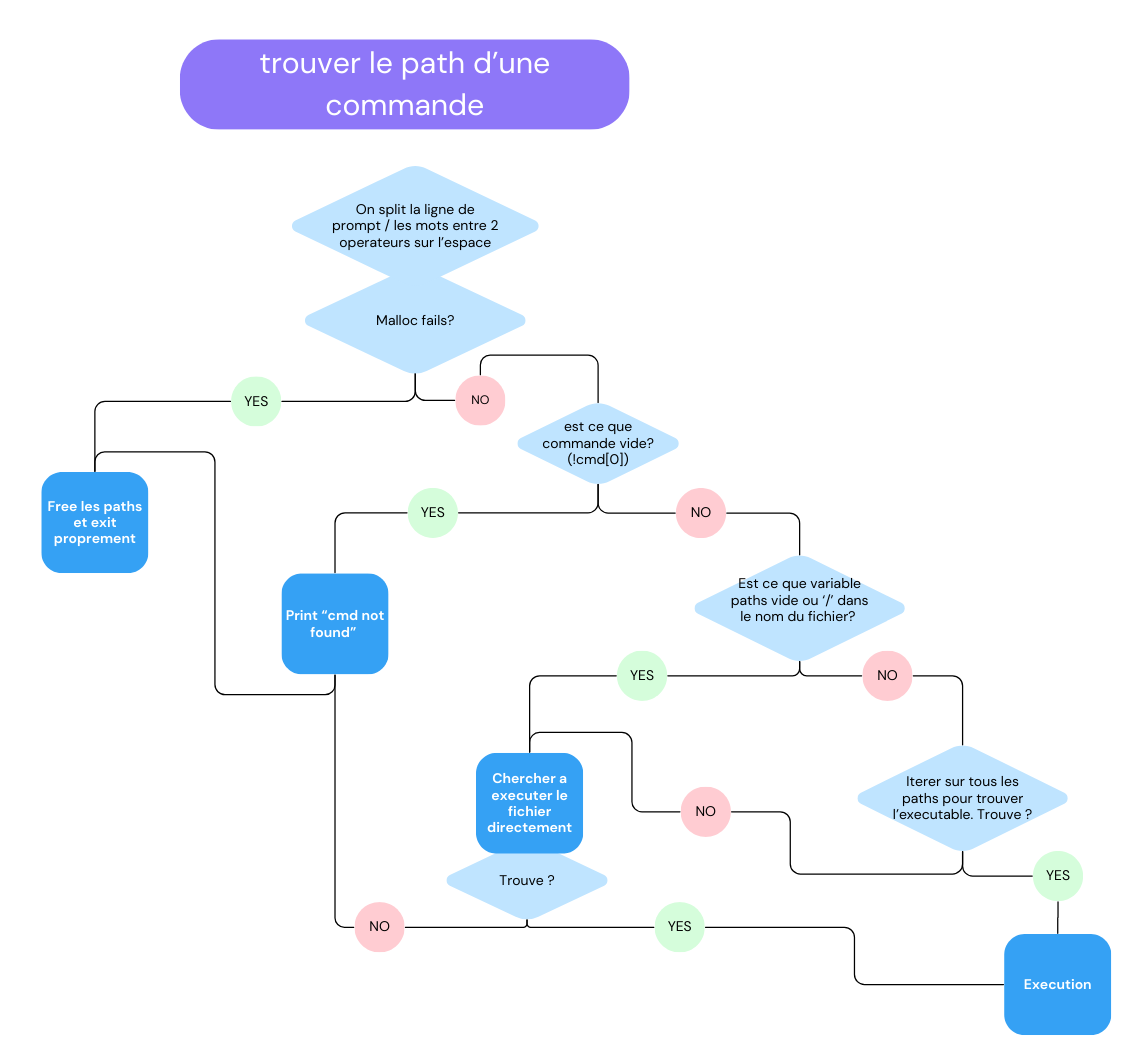 trouver le path d’une
commande
On split la ligne de
prompt / les mots entre 2
operateurs sur l’espace
Malloc fails?
YES
NO
est ce que
commande vide?
(!cmd[0])
Free les paths
et exit
proprement
YES
NO
Print “cmd not
found”
Est ce que variable
paths vide ou ‘/’ dans
le nom du fichier?
YES
NO
Chercher a
executer le
fichier
directement
NO
Iterer sur tous les
paths pour trouver
l’executable. Trouve ?
Trouve ?
YES
NO
YES
Execution